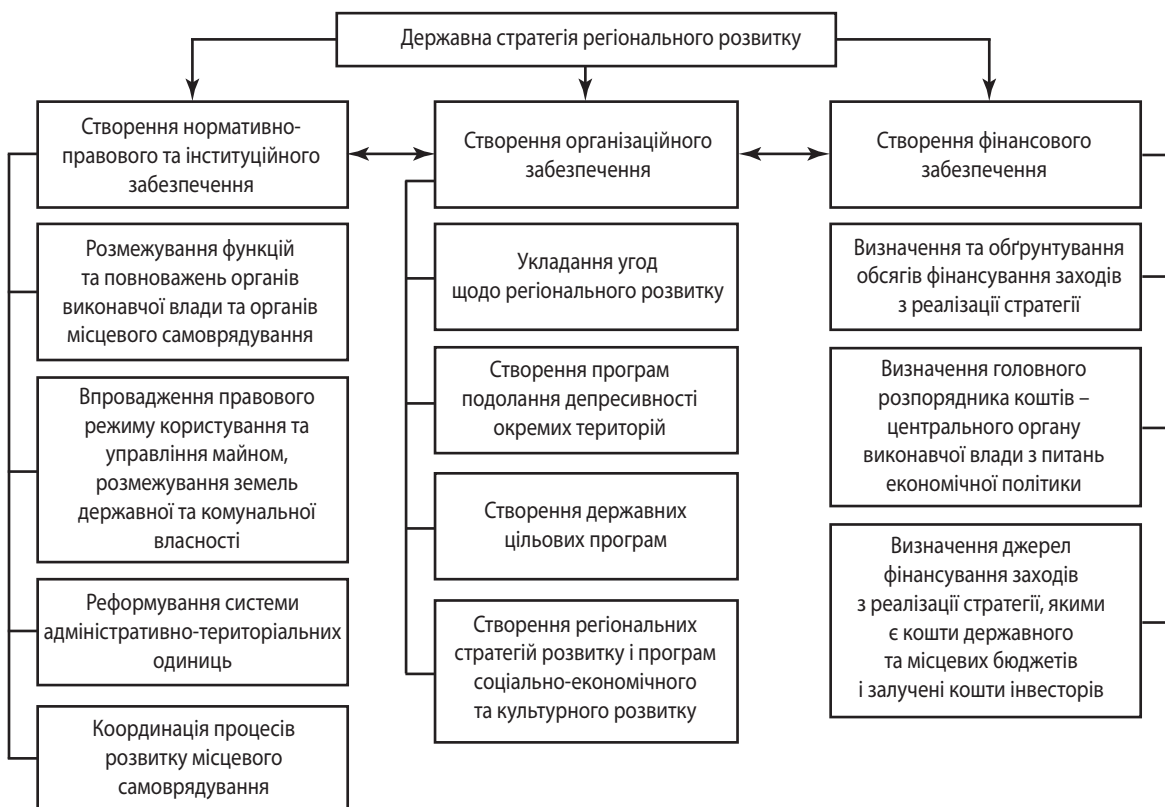 Державна стратегія регіонального розвитку
Створення нормативно-
правового та інституційного
забезпечення
Розмежування функцій
та повноважень органів
виконавчої влади та органів
місцевого самоврядування
Впровадження правового
режиму користування та
управління майном,
розмежування земель
державної та комунальної
власності
Реформування системи
адміністративно-територіальних
одиниць
Координація процесів
розвитку місцевого
самоврядування
Створення організаційного
забезпечення
Укладання угод
щодо регіонального розвитку
Створення програм
подолання депресивності
окремих територій
Створення державних
цільових програм
Створення регіональних
стратегій розвитку і програм
соціально-економічного
та культурного розвитку
Створення фінансового
забезпечення
Визначення та обґрунтування
обсягів фінансування заходів
з реалізації стратегії
Визначення головного
розпорядника коштів –
центрального органу
виконавчої влади з питань
економічної політики
Визначення джерел
фінансування заходів
з реалізації стратегії, якими
є кошти державного
та місцевих бюджетів
і залучені кошти інвесторів